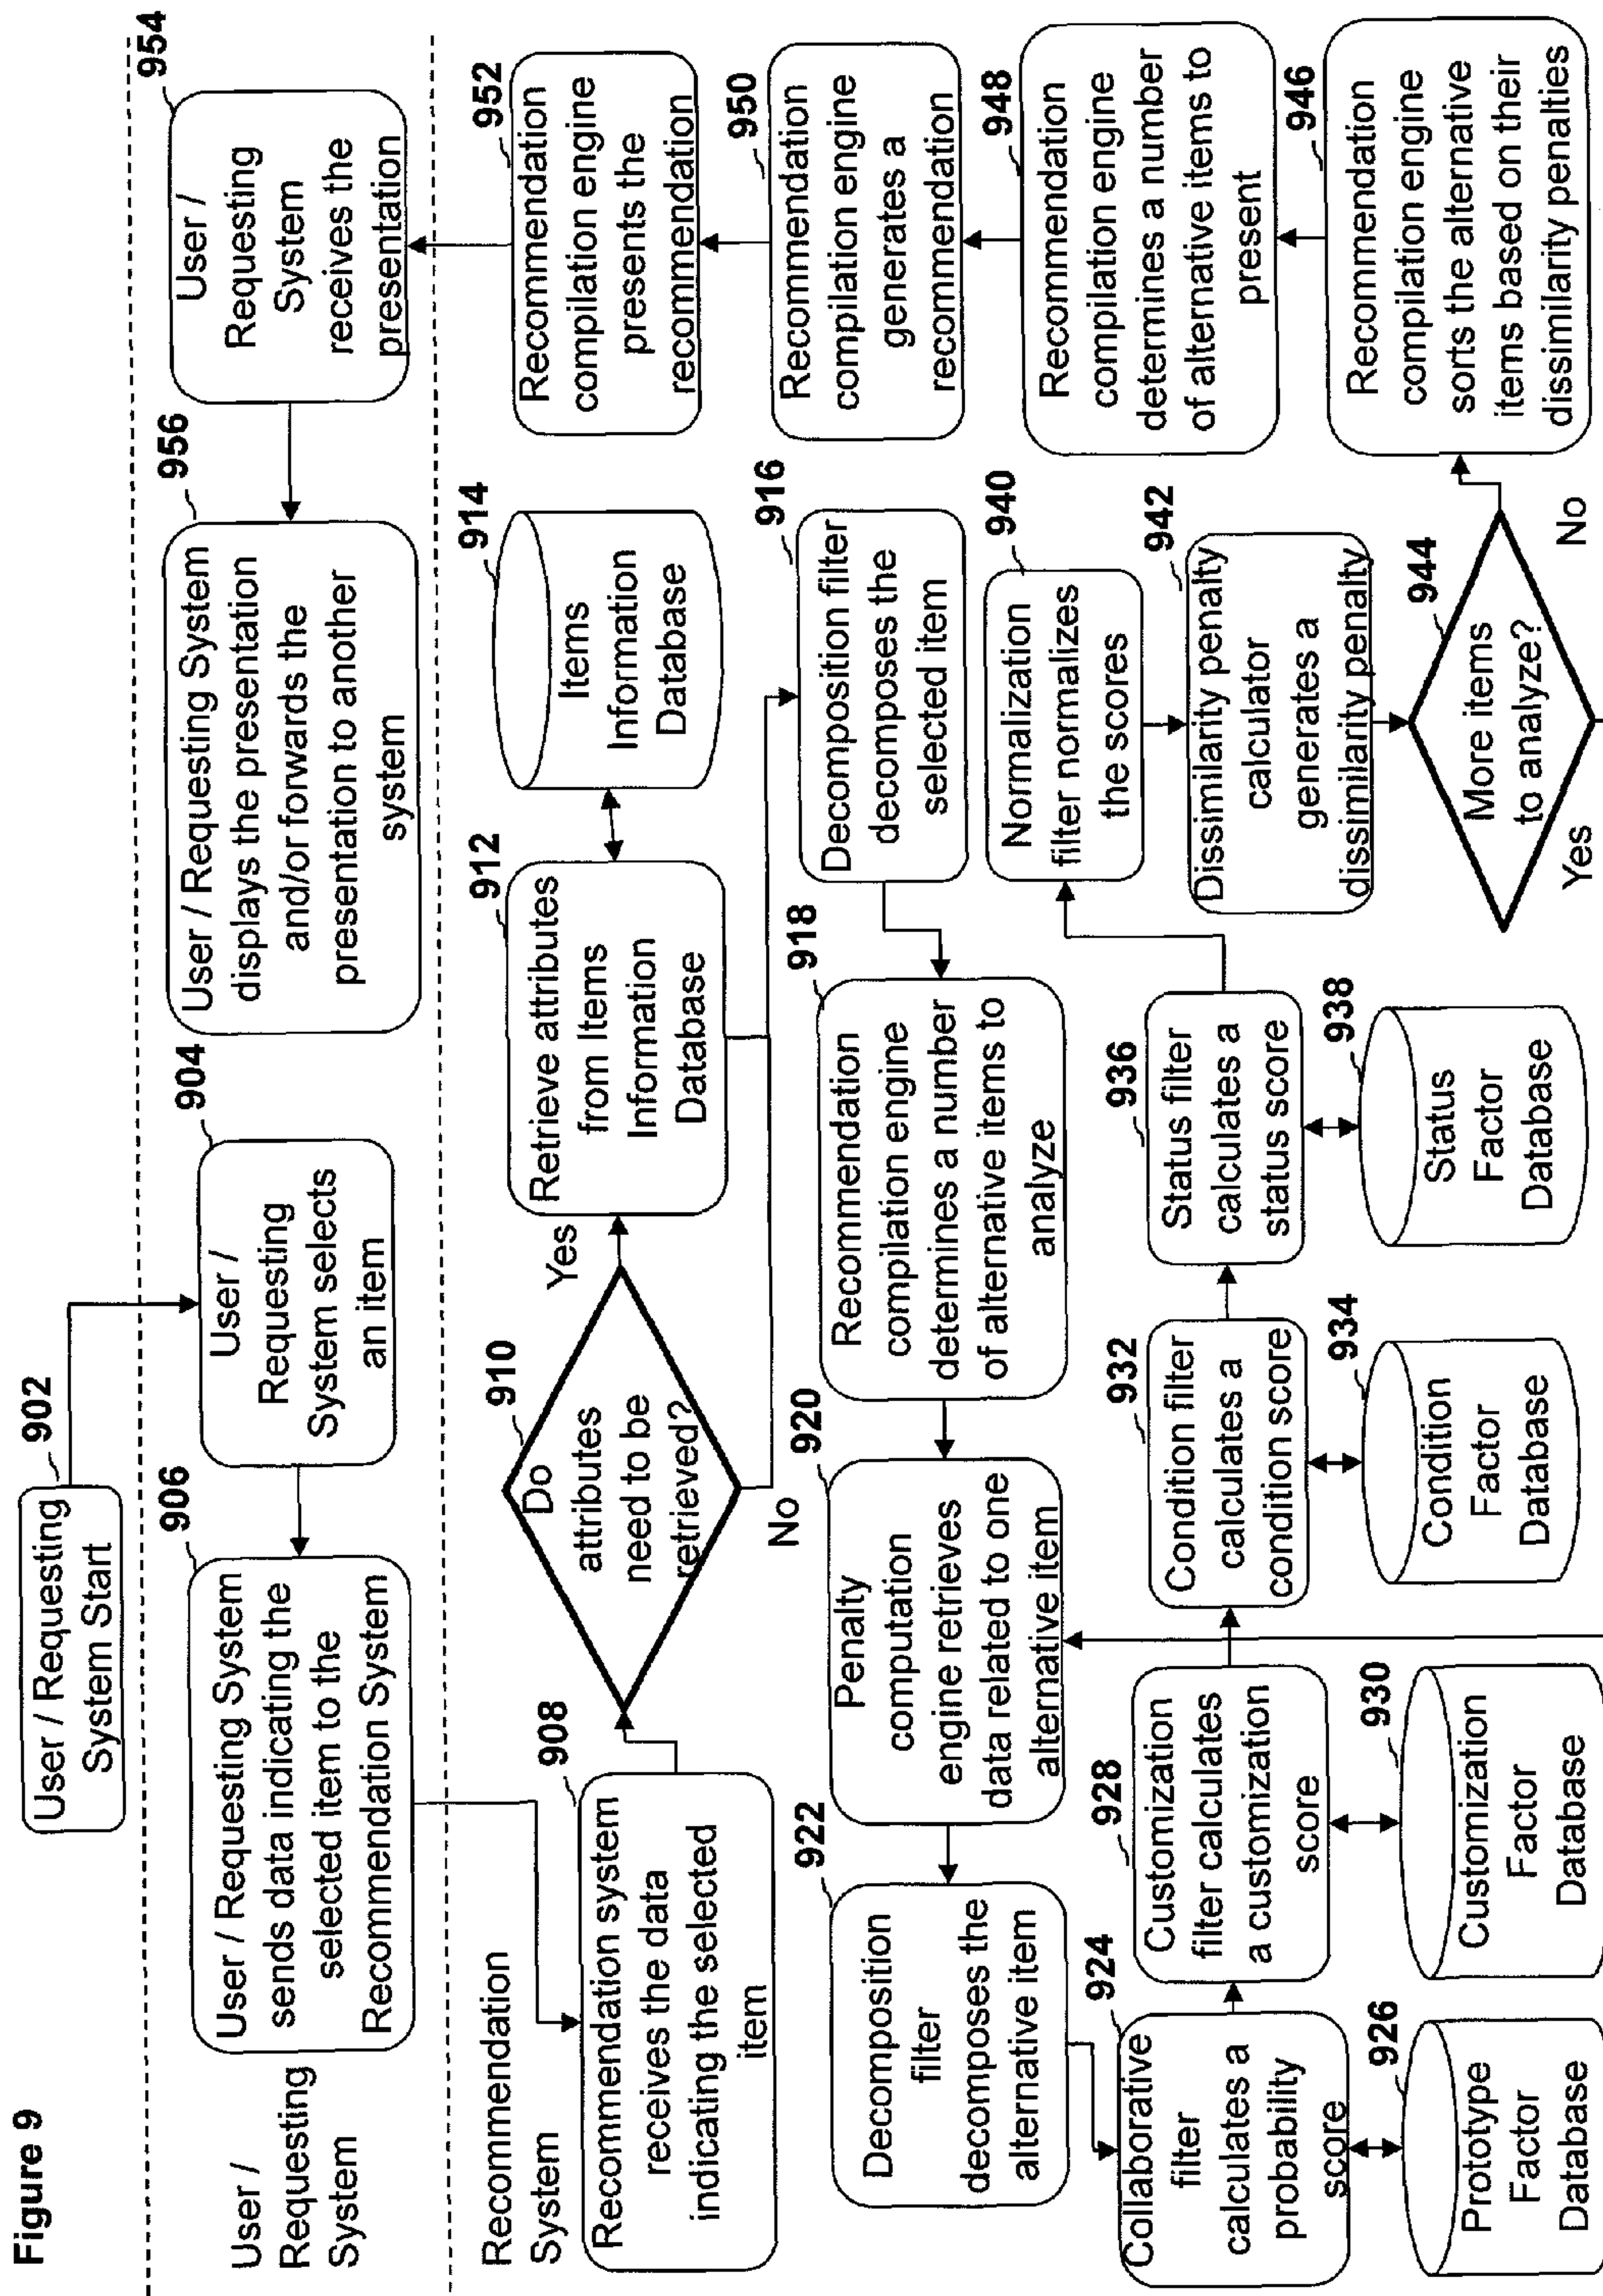 Figure 9
User / Requesting
System Start
902
User /
Requesting
System
User / Requesting System
sends data indicating the
selected item to the
Recommendation System
906
User /
Requesting
System selects
an item
904
User / Requesting System
displays the presentation
and/or forwards the
presentation to another
system
956
User /
Requesting
System
receives the
presentation
954
Recommendation
System
Recommendation system
receives the data
indicating the selected
item
908
Do
attributes
need to be
retrieved?
910
Yes
No
Retrieve attributes
from Items
Information
Database
912
Items
Information
Database
914
Recommendation
compilation engine
presents the
recommendation
952
Recommendation
compilation engine
generates a
recommendation
950
Recommendation
compilation engine
determines a number
of alternative items to
present
948
Recommendation
compilation engine
sorts the alternative
items based on their
dissimilarity penalties
946
Decomposition filter
decomposes the
selected item
916
Recommendation
compilation engine
determines a number
of alternative items to
analyze
918
Penalty
computation
engine retrieves
data related to one
alternative item
920
Decomposition
filter
decomposes the
alternative item
922
Collaborative
filter
calculates a
probability
score
924
Prototype
Factor
Database
926
Customization
filter calculates
a customization
score
928
Customization
Factor
Database
930
Condition filter
calculates a
condition score
932
Condition
Factor
Database
934
Status filter
calculates a
status score
936
Status
Factor
Database
938
Normalization
filter normalizes
the scores
940
Dissimilarity penalty
calculator
generates a
dissimilarity penalty
942
More items
to analyze?
944
Yes
No